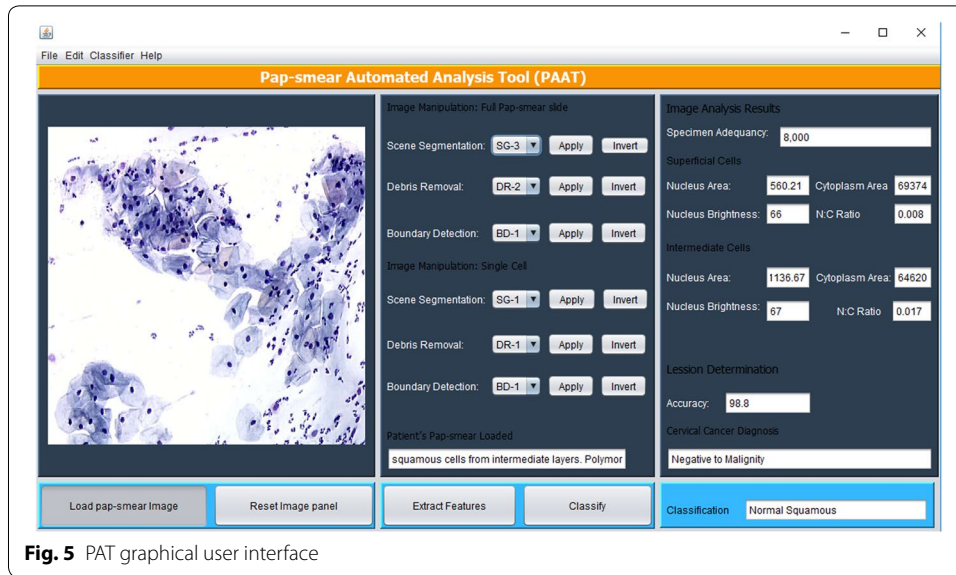 File Edit Classifier Help
Pap-smear Automated Analysis Tool (PAAT)
Image Manipulation: Full Pap-smear slide
Scene Segmentation: SG-3 Apply Invert
Debris Removal: DR-2 Apply Invert
Boundary Detection: BD-1 Apply Invert
Image Manipulation: Single Cell
Scene Segmentation: SG-1 Apply Invert
Debris Removal: DR-1 Apply Invert
Boundary Detection: BD-1 Apply Invert
Patient's Pap-smear Loaded
squamous cells from intermediate layers. Polymor
Image Analysis Results
Specimen Adequancy: 8,000
Superficial Cells
Nucleus Area: 560.21 Cytoplasm Area 69374
Nucleus Brightness: 66 N:C Ratio 0.008
Intermediate Cells
Nucleus Area: 1136.67 Cytoplasm Area: 64620
Nucleus Brightness: 67 N:C Ratio 0.017
Lession Determination
Accuracy: 98.8
Cervical Cancer Diagnosis
Negative to Malignity
Load pap-smear Image Reset Image panel Extract Features Classify Classification Normal Squamous
Fig. 5 PAT graphical user interface